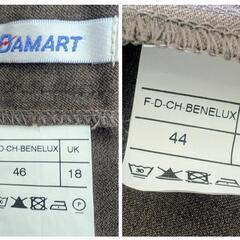 DAMART
-D-CH-BENELUX UK
46 18
F-D-CH-BENELUX
44
P